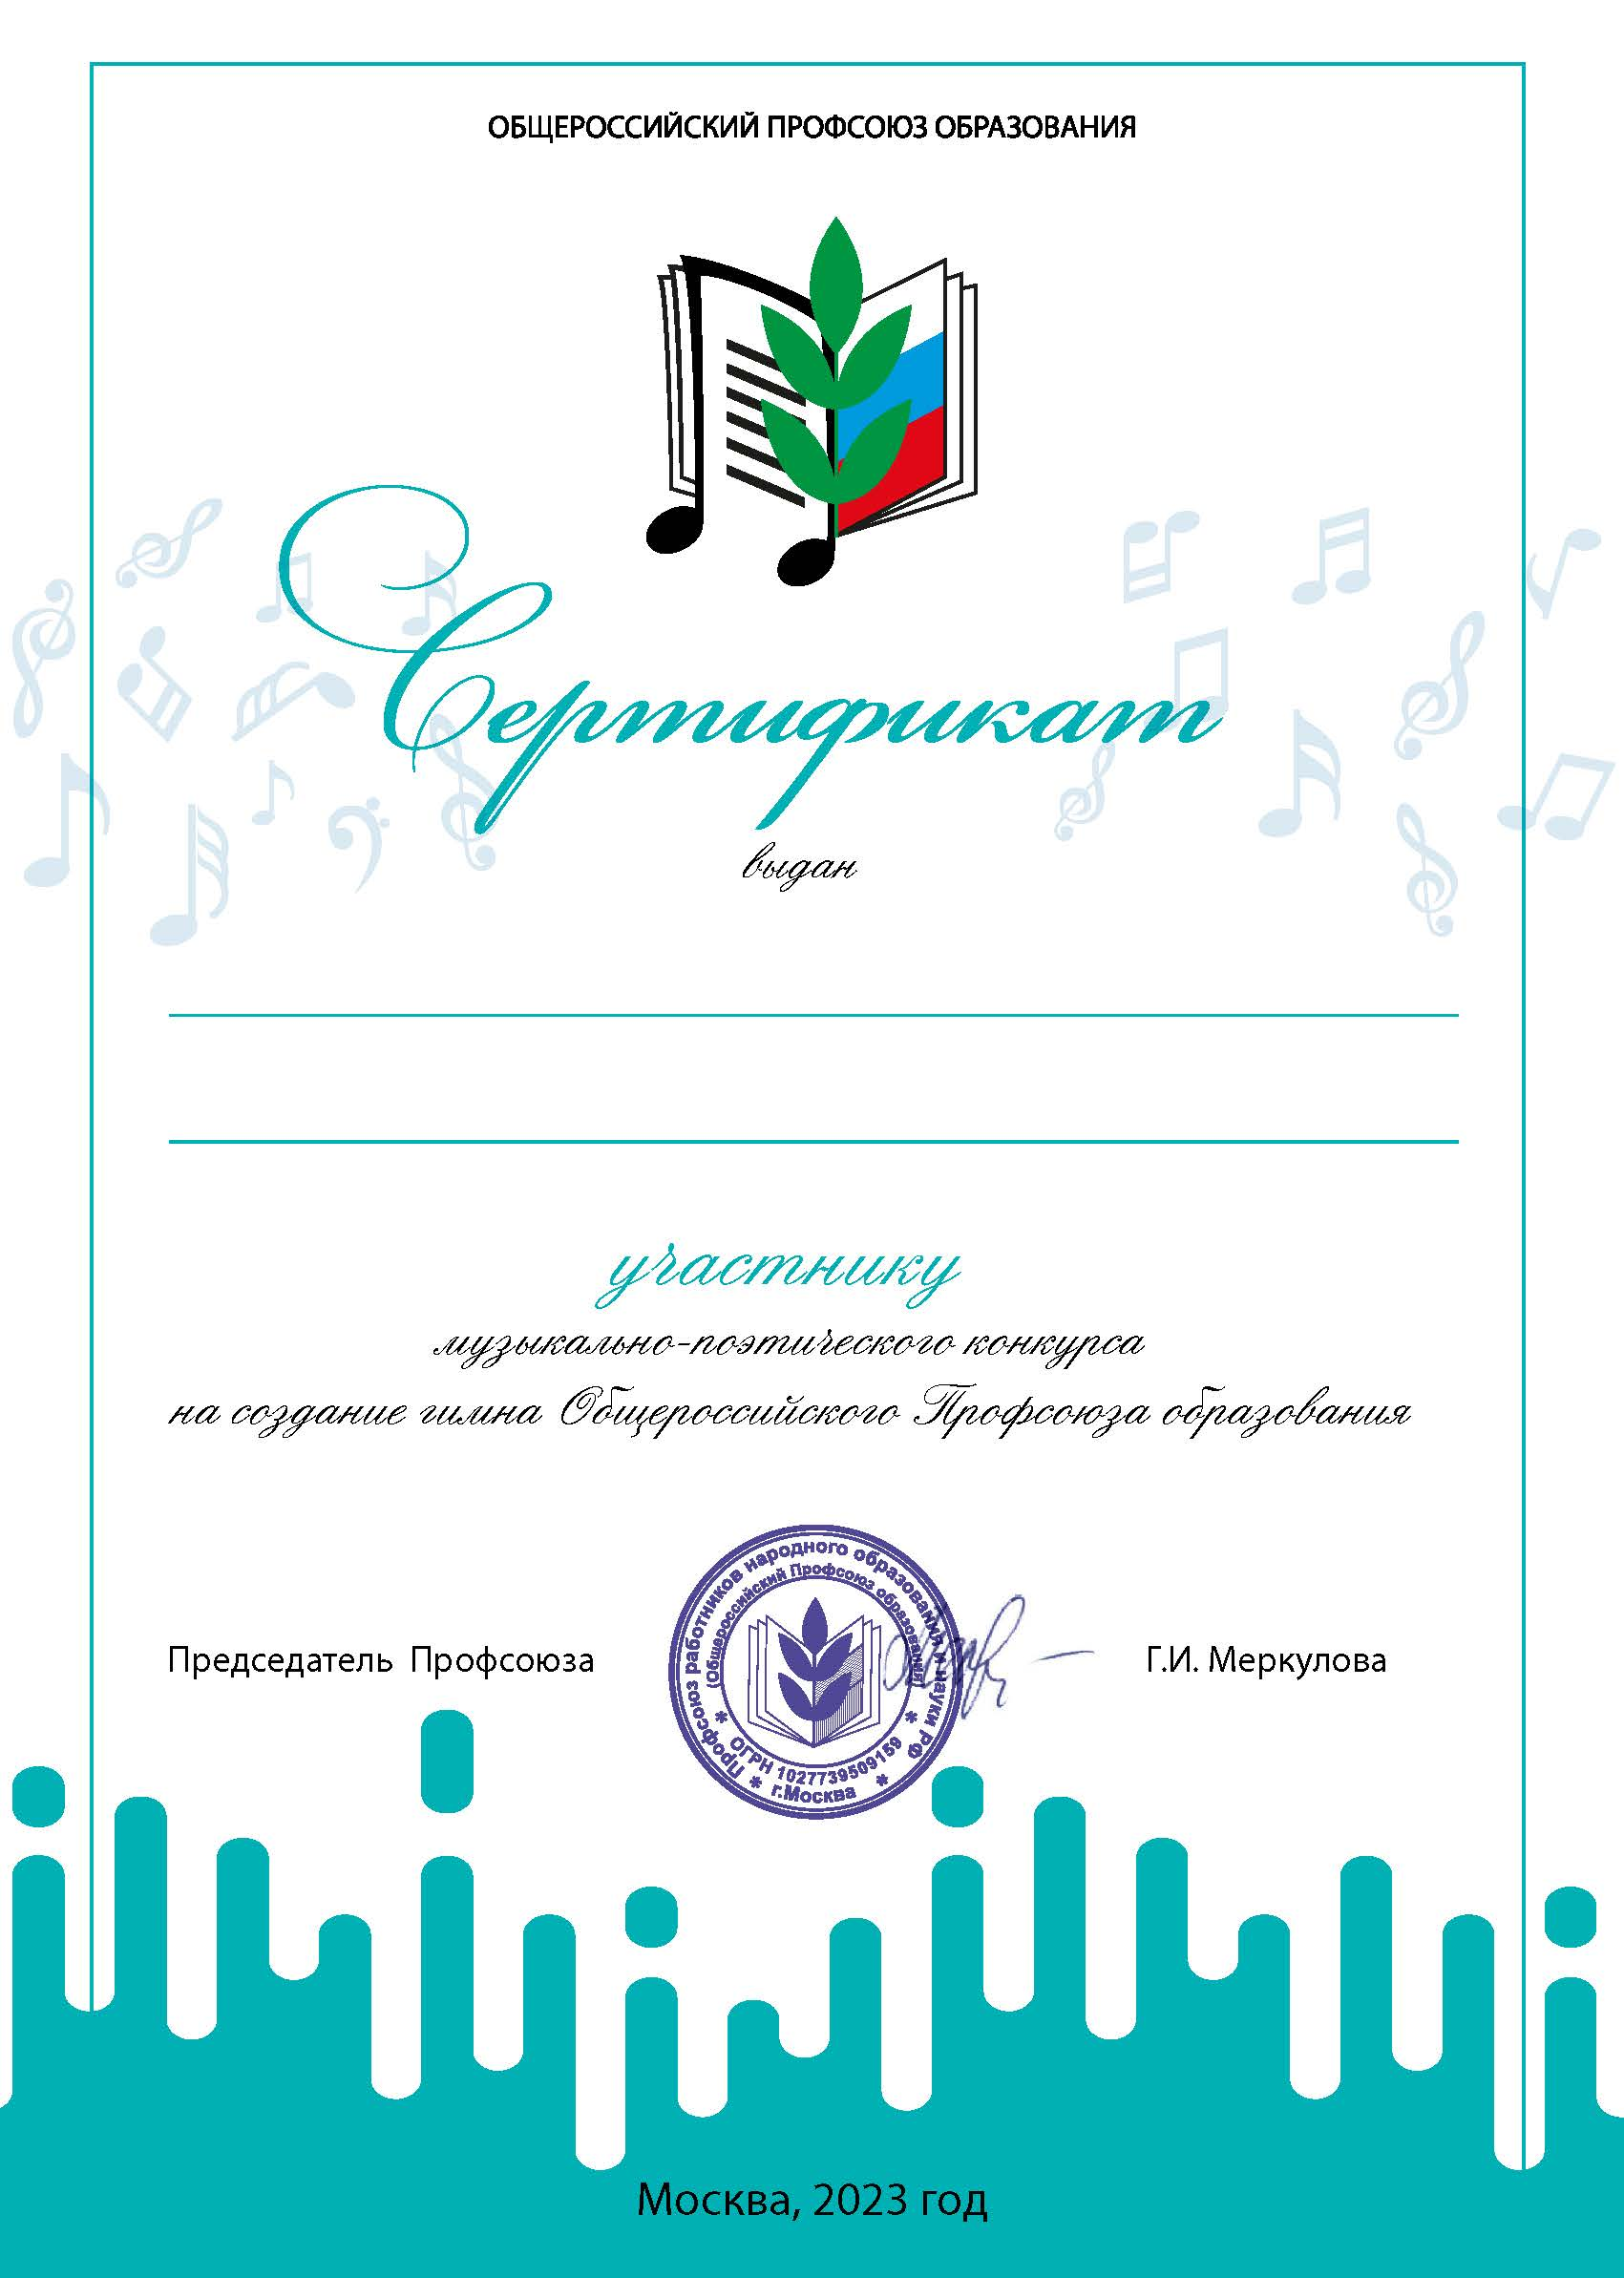 ОБЩЕРОССИЙСКИЙ ПРОФСОЮЗ ОБРАЗОВАНИЯ
Сертификат
выдан
участнику
музыкально-поэтического конкурса
на создание гимна Общероссийского Профсоюза образования
Председатель Профсоюза
Профсоюз работников народного образования и науки РФ
(Общероссийский Профсоюз образования)
* ОГРН 1027739509159 *
* г.Москва *
Г.И. Меркулова
Москва, 2023 год